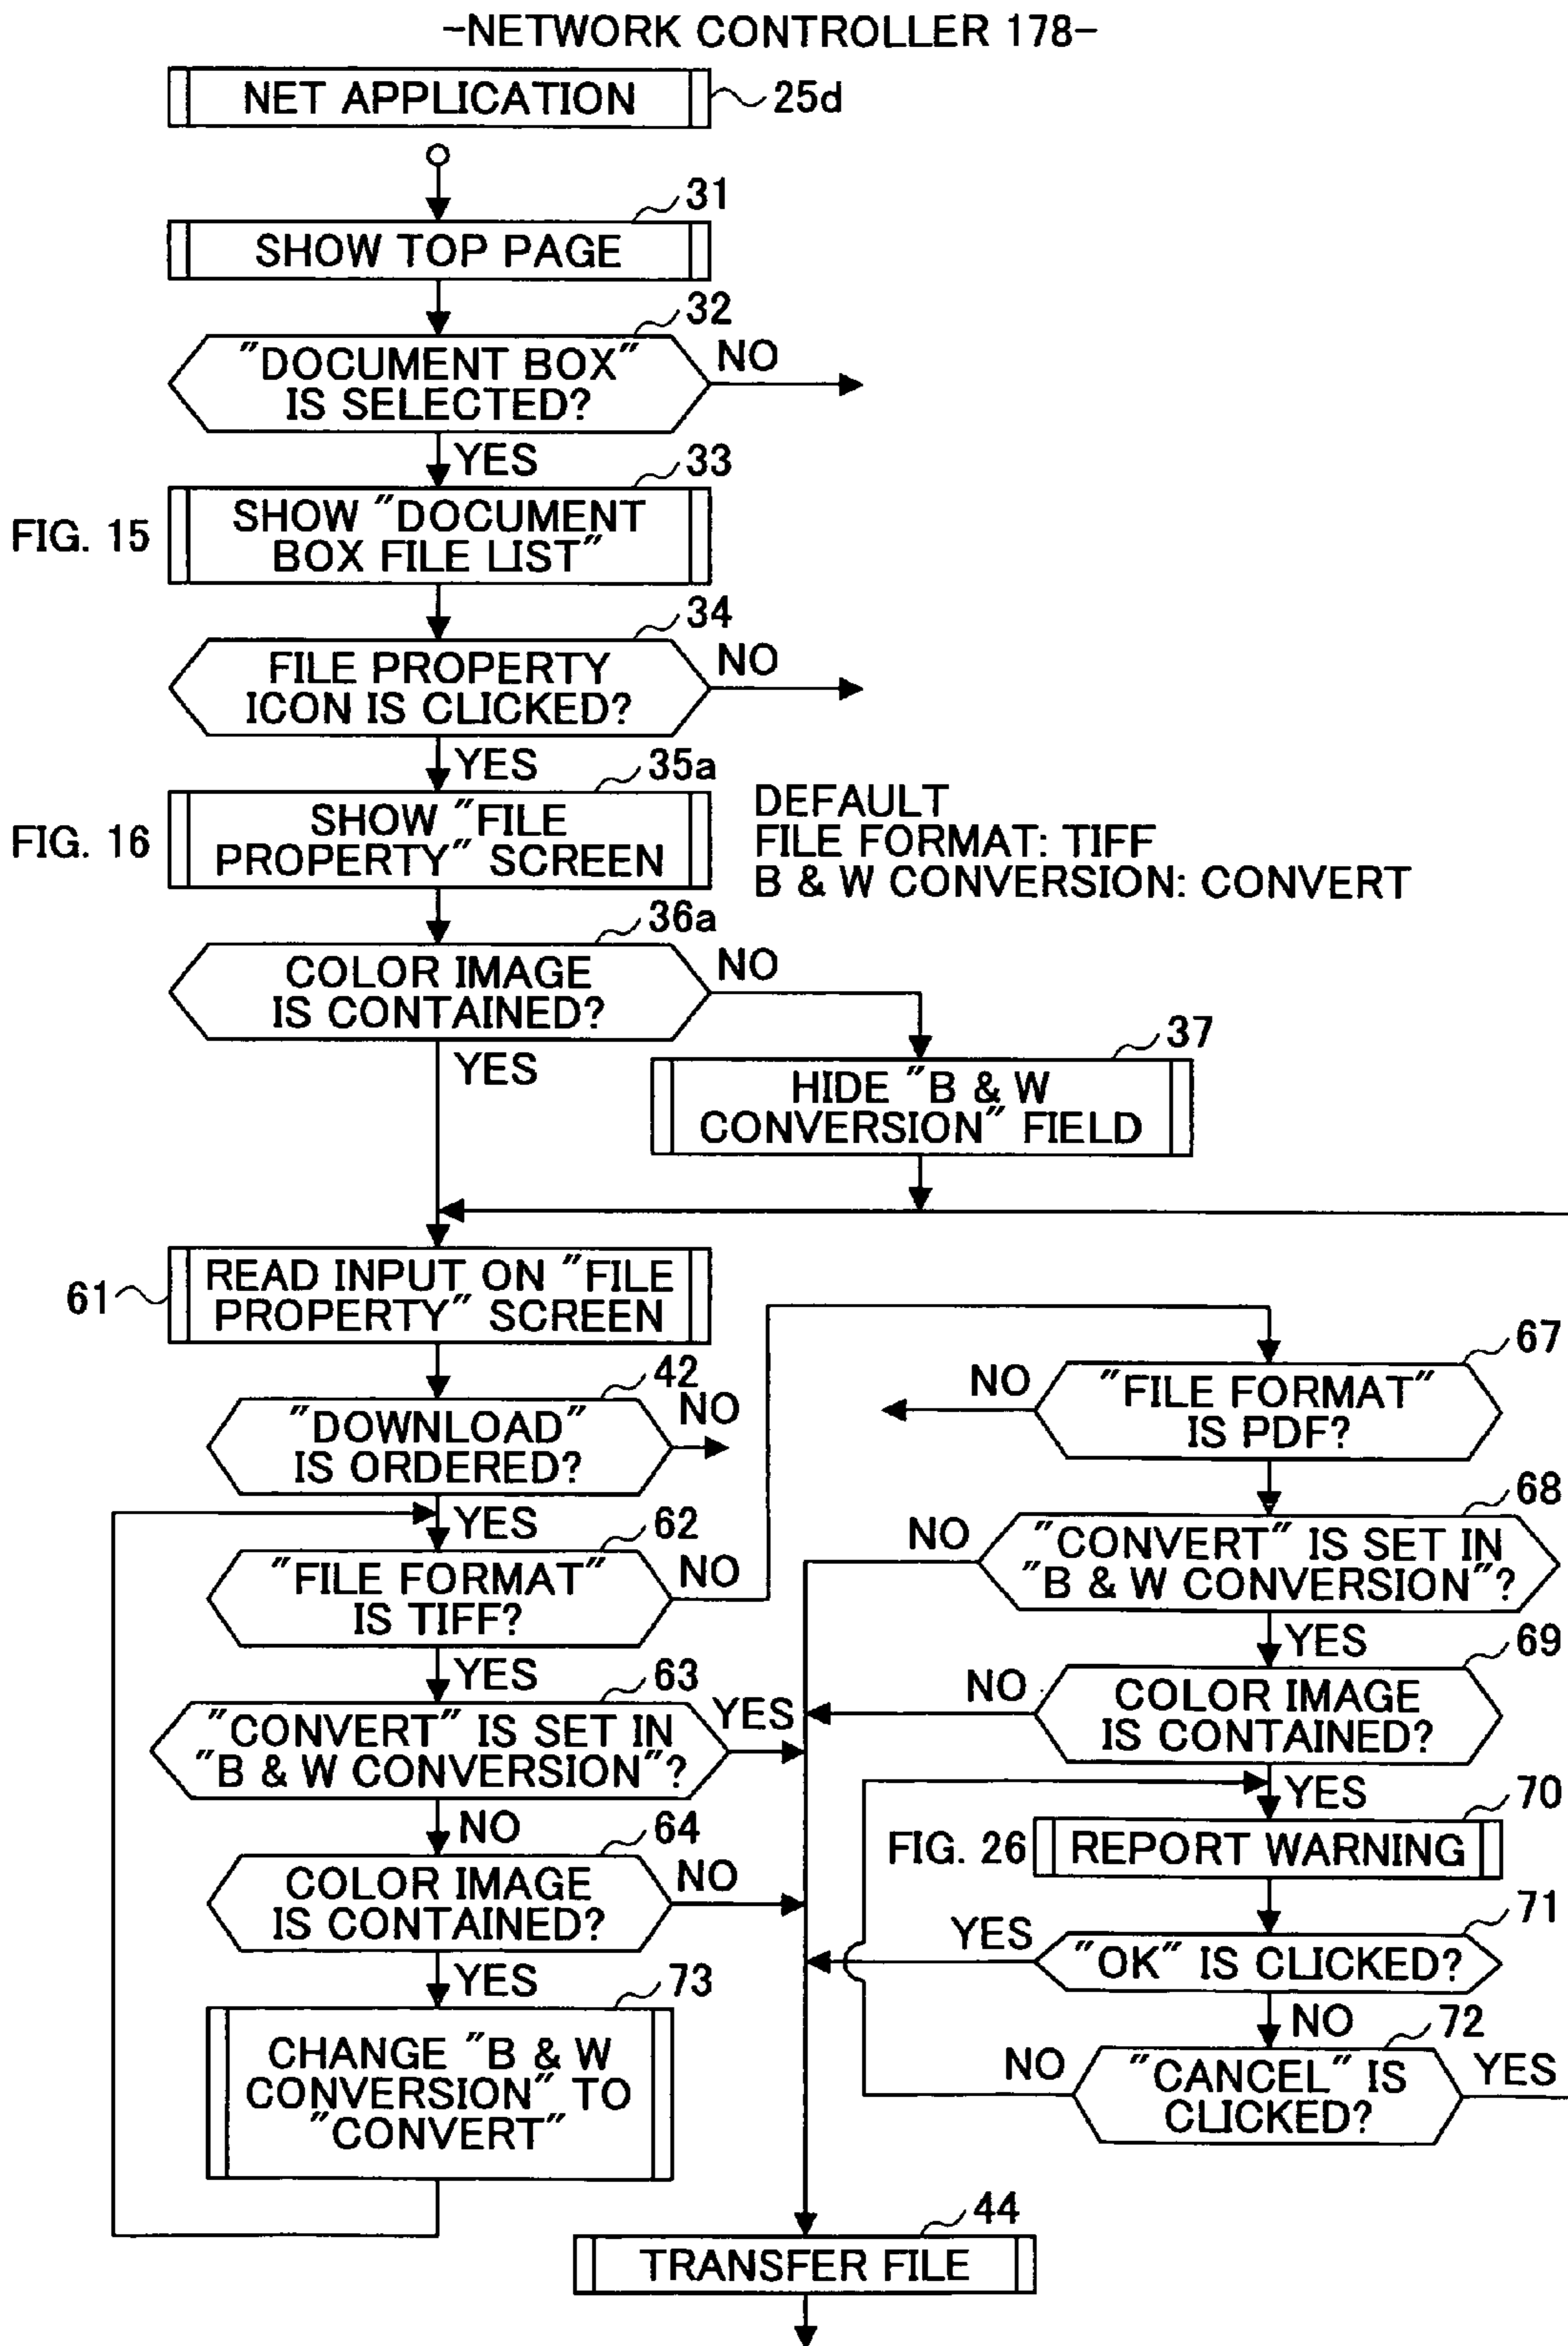 -NETWORK CONTROLLER 178-
NET APPLICATION
25d
31
SHOW TOP PAGE
32
"DOCUMENT BOX"
IS SELECTED?
NO
YES
33
FIG. 15
SHOW "DOCUMENT
BOX FILE LIST"
34
FILE PROPERTY
ICON IS CLICKED?
NO
YES
35a
FIG. 16
SHOW "FILE
PROPERTY" SCREEN
DEFAULT
FILE FORMAT: TIFF
B & W CONVERSION: CONVERT
36a
COLOR IMAGE
IS CONTAINED?
NO
YES
37
HIDE "B & W
CONVERSION" FIELD
61
READ INPUT ON "FILE
PROPERTY" SCREEN
42
"DOWNLOAD"
IS ORDERED?
NO
YES
62
"FILE FORMAT"
IS TIFF?
NO
YES
63
"CONVERT" IS SET IN
"B & W CONVERSION"?
YES
NO
64
COLOR IMAGE
IS CONTAINED?
NO
YES
73
CHANGE "B & W
CONVERSION" TO
"CONVERT"
67
"FILE FORMAT"
IS PDF?
NO
68
"CONVERT" IS SET IN
"B & W CONVERSION"?
NO
YES
69
COLOR IMAGE
IS CONTAINED?
NO
YES
70
FIG. 26
REPORT WARNING
71
"OK" IS CLICKED?
YES
NO
72
"CANCEL" IS
CLICKED?
NO
YES
44
TRANSFER FILE